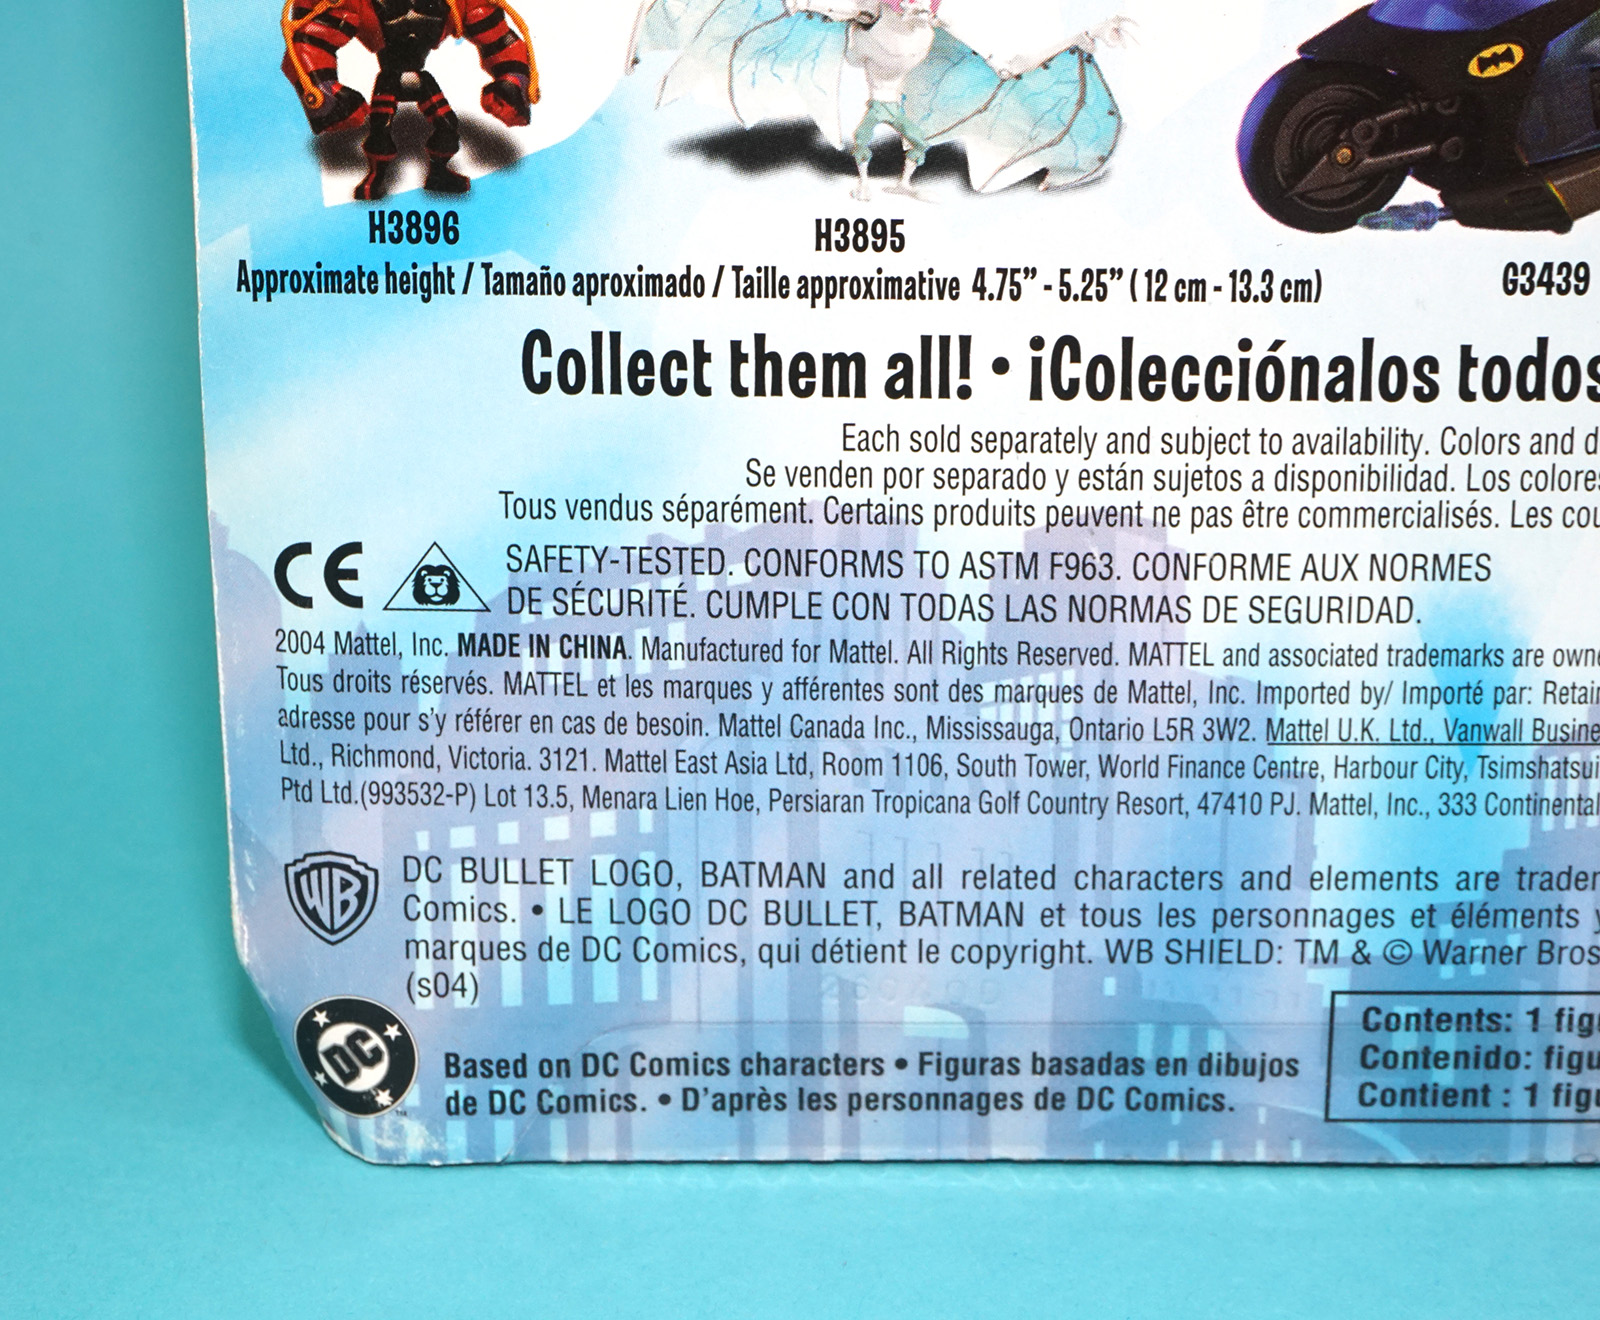 H3896
H3895
G3439
Approximate height / Tamaño aproximado / Taille approximative 4.75” - 5.25” ( 12 cm - 13.3 cm)
Collect them all! • ¡Colecciónalos todos
Each sold separately and subject to availability. Colors and d
Se venden por separado y están sujetos a disponibilidad. Los colores
Tous vendus séparément. Certains produits peuvent ne pas être commercialisés. Les cou
CE
SAFETY-TESTED. CONFORMS TO ASTM F963. CONFORME AUX NORMES
DE SÉCURITÉ. CUMPLE CON TODAS LAS NORMAS DE SEGURIDAD.
2004 Mattel, Inc. MADE IN CHINA. Manufactured for Mattel. All Rights Reserved. MATTEL and associated trademarks are owne
Tous droits réservés. MATTEL et les marques y afférentes sont des marques de Mattel, Inc. Imported by/ Importé par: Retain
adresse pour s’y référer en cas de besoin. Mattel Canada Inc., Mississauga, Ontario L5R 3W2. Mattel U.K. Ltd., Vanwall Busine
Ltd., Richmond, Victoria. 3121. Mattel East Asia Ltd, Room 1106, South Tower, World Finance Centre, Harbour City, Tsimshatsui
Ptd Ltd.(993532-P) Lot 13.5, Menara Lien Hoe, Persiaran Tropicana Golf Country Resort, 47410 PJ. Mattel, Inc., 333 Continental
WB
DC BULLET LOGO, BATMAN and all related characters and elements are trader
Comics. • LE LOGO DC BULLET, BATMAN et tous les personnages et éléments y
marques de DC Comics, qui détient le copyright. WB SHIELD: TM & © Warner Bros
(s04)
DC
TM
Based on DC Comics characters • Figuras basadas en dibujos
de DC Comics. • D’après les personnages de DC Comics.
Contents: 1 figu
Contenido: figu
Contient : 1 figu